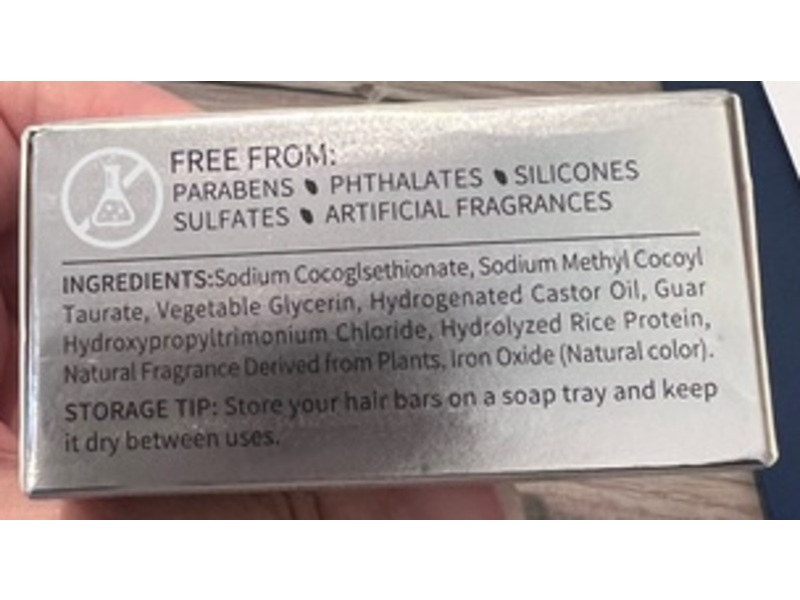 FREE FROM:
PARABENS PHTHALATES SILICONES
SULFATES ARTIFICIAL FRAGRANCES
INGREDIENTS:Sodium Cocoglsethionate, Sodium Methyl Cocoyl
Taurate, Vegetable Glycerin, Hydrogenated Castor Oil, Guar
Hydroxypropyltrimonium Chloride, Hydrolyzed Rice Protein,
Natural Fragrance Derived from Plants, Iron Oxide (Natural color).
STORAGE TIP: Store your hair bars on a soap tray and keep
it dry between uses.